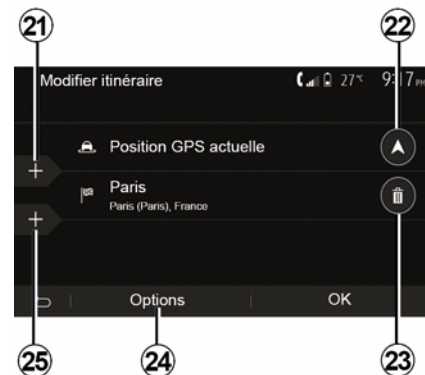 21 22
Modifier itinéraire 27°C 9:17 PM
Position GPS actuelle
+
Paris
Paris (Paris), France
+
Options OK
25 24 23